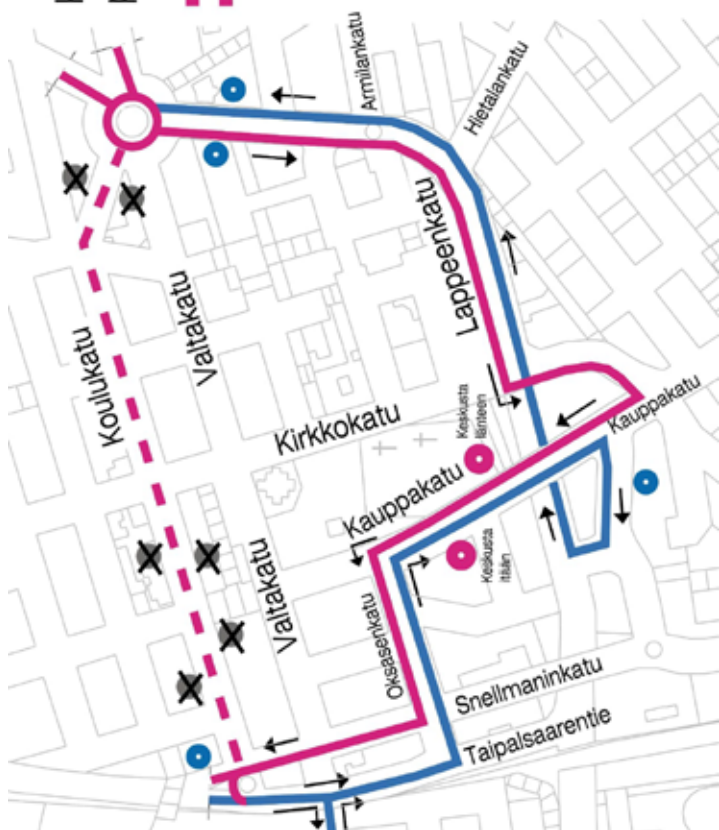 Armilankatu
Hietalankatu
Lappeenkatu
Valtakatu
Koulukatu
Kirkkokatu
Keskusta
länteen
Kauppakatu
Kauppakatu
Keskusta
itään
Valtakatu
Oksasenkatu
Snellmaninkatu
Taipalsaarentie